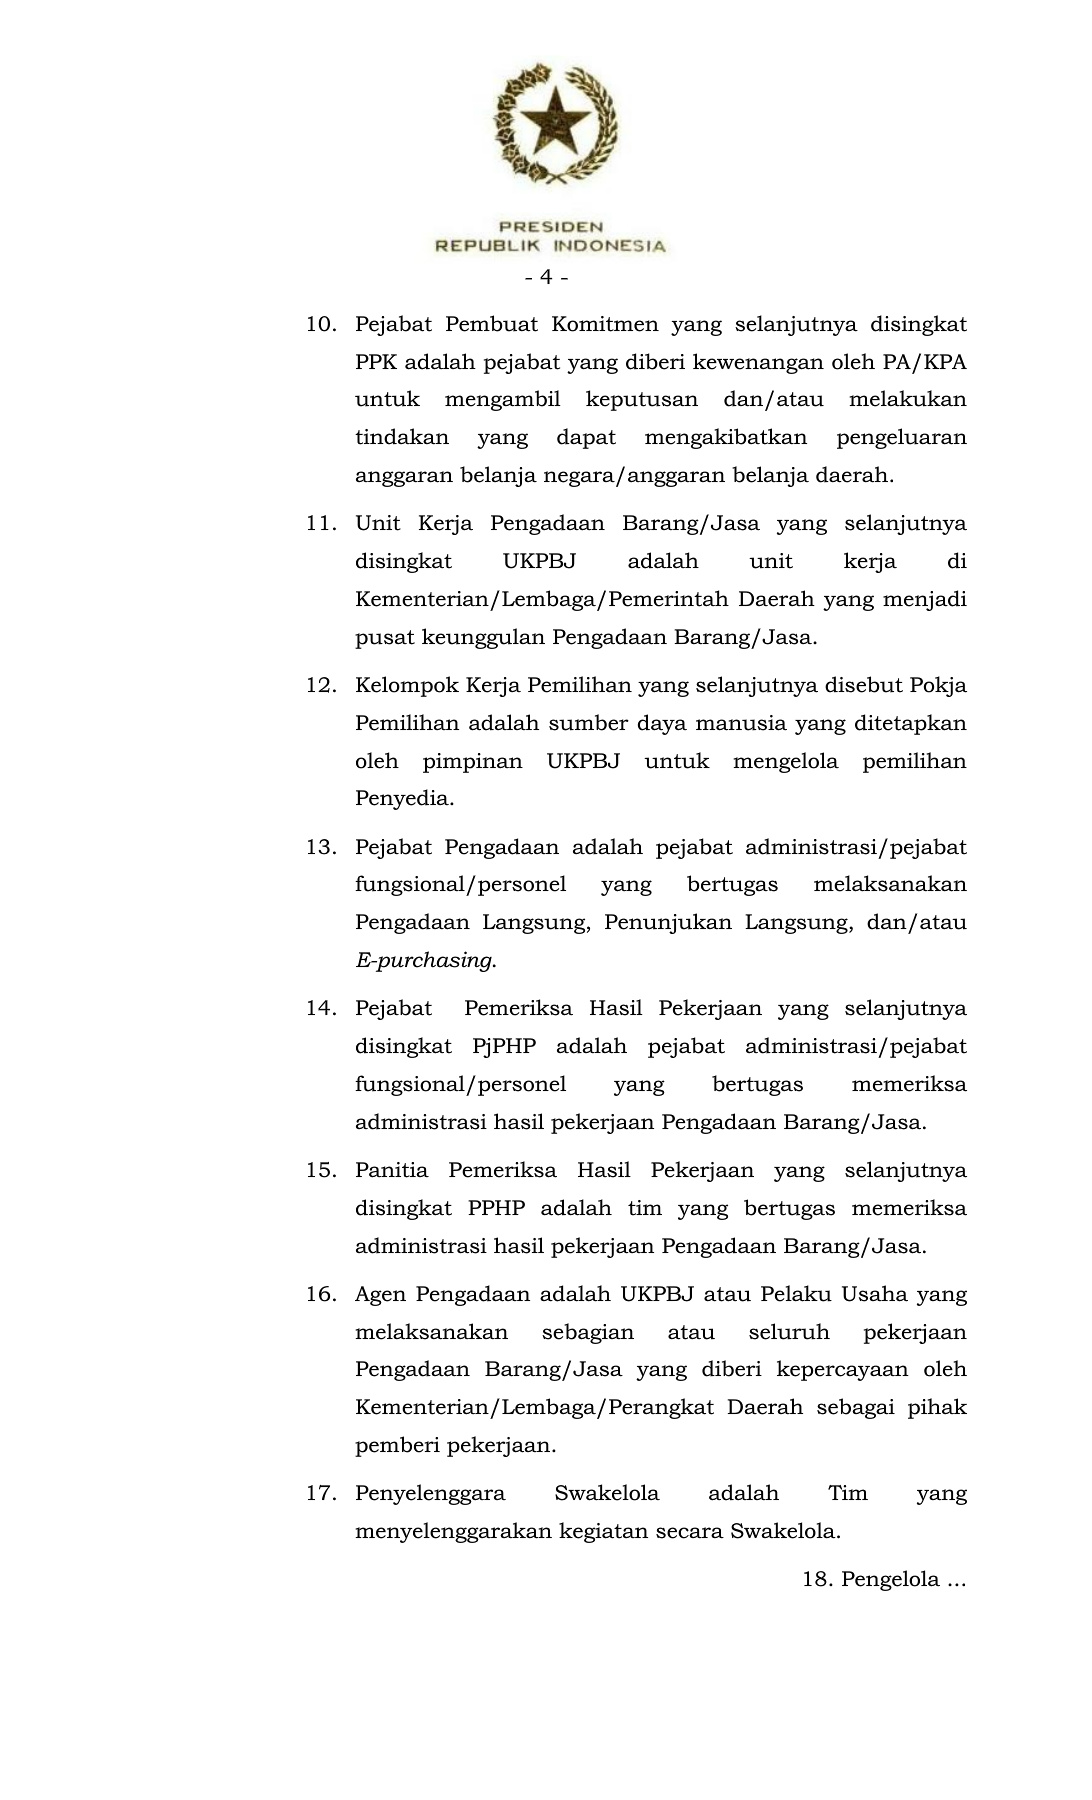 PRESIDEN
REPUBLIK INDONESIA
- 4 -
10. Pejabat Pembuat Komitmen yang selanjutnya disingkat
PPK adalah pejabat yang diberi kewenangan oleh PA/KPA
untuk mengambil keputusan dan/atau melakukan
tindakan yang dapat mengakibatkan pengeluaran
anggaran belanja negara/anggaran belanja daerah.
11. Unit Kerja Pengadaan Barang/Jasa yang selanjutnya
disingkat UKPBJ adalah unit kerja di
Kementerian/Lembaga/Pemerintah Daerah yang menjadi
pusat keunggulan Pengadaan Barang/Jasa.
12. Kelompok Kerja Pemilihan yang selanjutnya disebut Pokja
Pemilihan adalah sumber daya manusia yang ditetapkan
oleh pimpinan UKPBJ untuk mengelola pemilihan
Penyedia.
13. Pejabat Pengadaan adalah pejabat administrasi/pejabat
fungsional/personel yang bertugas melaksanakan
Pengadaan Langsung, Penunjukan Langsung, dan/atau
E-purchasing.
14. Pejabat Pemeriksa Hasil Pekerjaan yang selanjutnya
disingkat PjPHP adalah pejabat administrasi/pejabat
fungsional/personel yang bertugas memeriksa
administrasi hasil pekerjaan Pengadaan Barang/Jasa.
15. Panitia Pemeriksa Hasil Pekerjaan yang selanjutnya
disingkat PPHP adalah tim yang bertugas memeriksa
administrasi hasil pekerjaan Pengadaan Barang/Jasa.
16. Agen Pengadaan adalah UKPBJ atau Pelaku Usaha yang
melaksanakan sebagian atau seluruh pekerjaan
Pengadaan Barang/Jasa yang diberi kepercayaan oleh
Kementerian/Lembaga/Perangkat Daerah sebagai pihak
pemberi pekerjaan.
17. Penyelenggara Swakelola adalah Tim yang
menyelenggarakan kegiatan secara Swakelola.
18. Pengelola ...